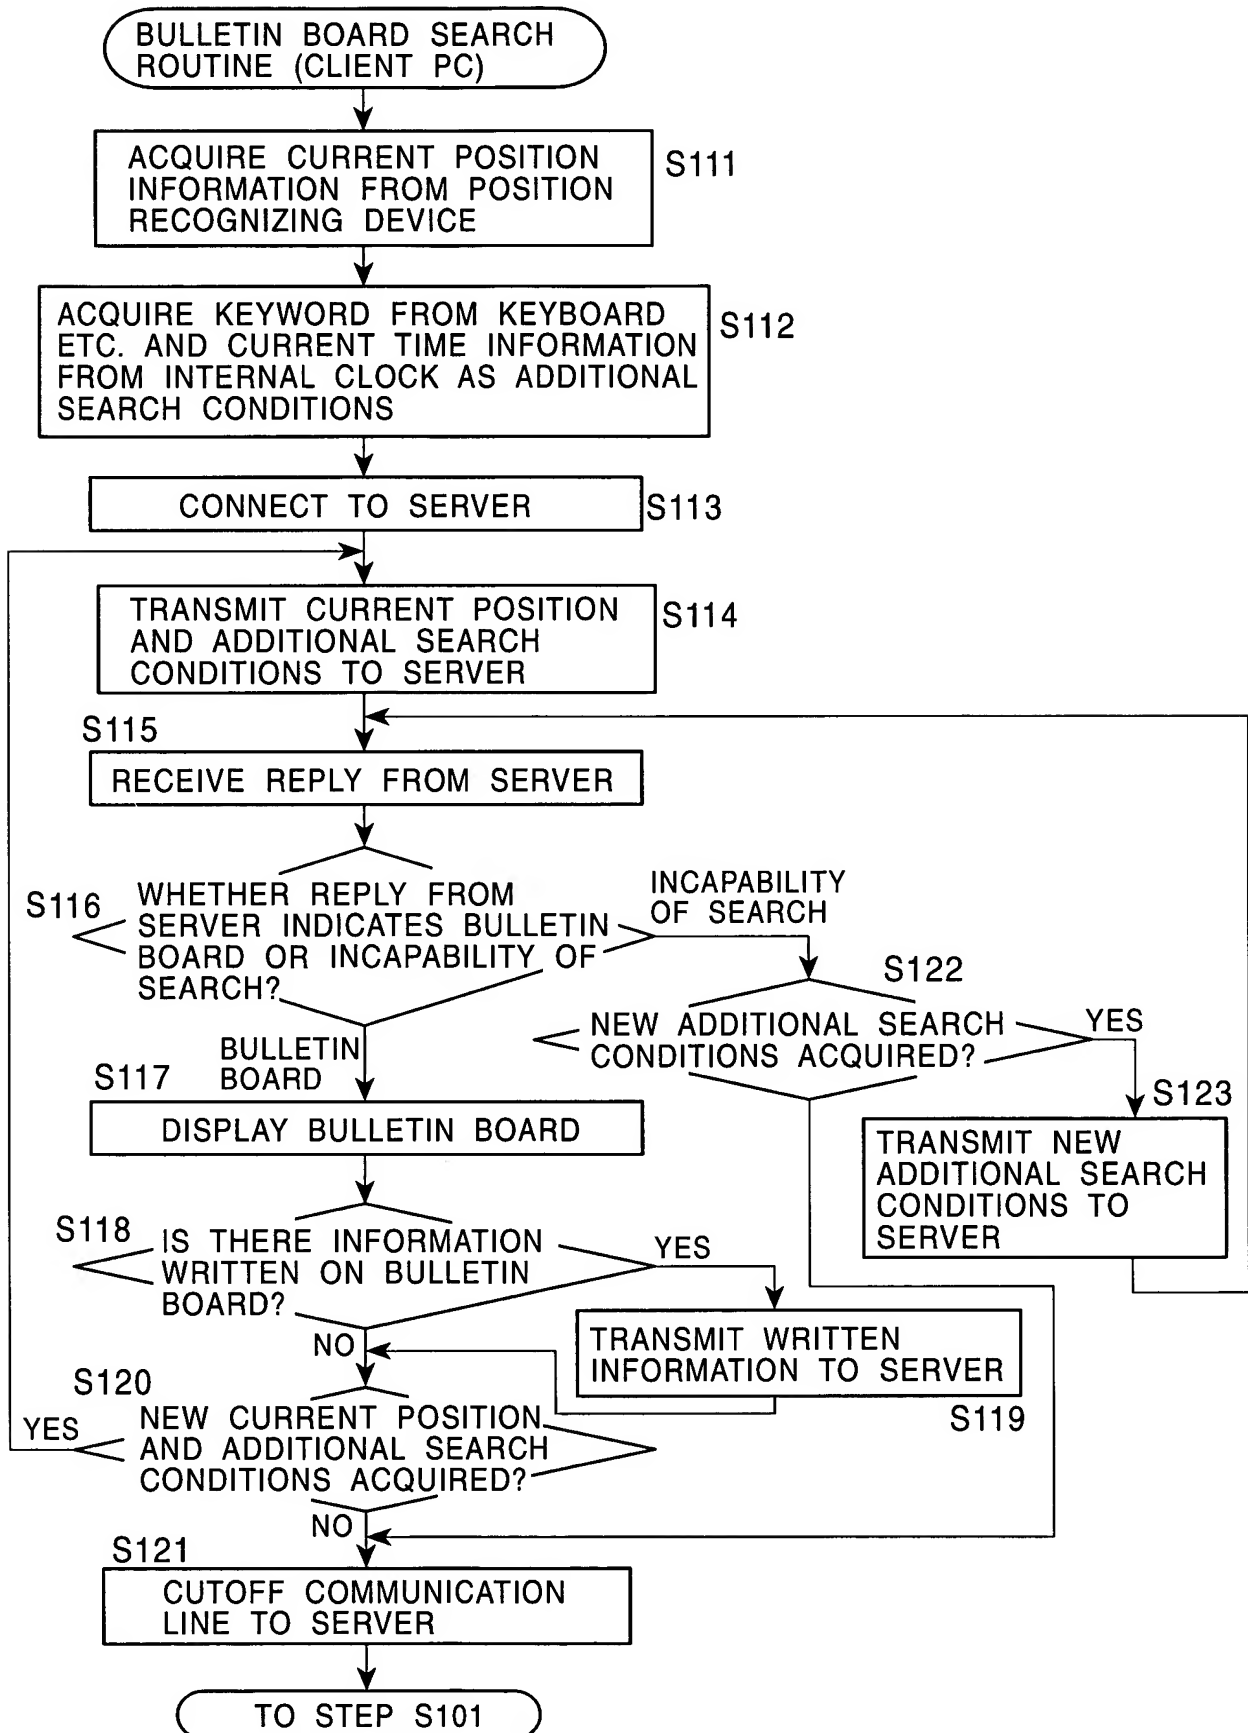 BULLETIN BOARD SEARCH
ROUTINE (CLIENT PC)
ACQUIRE CURRENT POSITION
INFORMATION FROM POSITION
RECOGNIZING DEVICE
S111
ACQUIRE KEYWORD FROM KEYBOARD
ETC. AND CURRENT TIME INFORMATION
FROM INTERNAL CLOCK AS ADDITIONAL
SEARCH CONDITIONS
S112
CONNECT TO SERVER
S113
TRANSMIT CURRENT POSITION
AND ADDITIONAL SEARCH
CONDITIONS TO SERVER
S114
S115
RECEIVE REPLY FROM SERVER
S116
WHETHER REPLY FROM
SERVER INDICATES BULLETIN
BOARD OR INCAPABILITY OF
SEARCH?
INCAPABILITY
OF SEARCH
S122
NEW ADDITIONAL SEARCH
CONDITIONS ACQUIRED?
YES
BULLETIN
BOARD
S117
DISPLAY BULLETIN BOARD
S123
TRANSMIT NEW
ADDITIONAL SEARCH
CONDITIONS TO
SERVER
S118
IS THERE INFORMATION
WRITTEN ON BULLETIN
BOARD?
YES
NO
TRANSMIT WRITTEN
INFORMATION TO SERVER
S119
S120
YES
NEW CURRENT POSITION
AND ADDITIONAL SEARCH
CONDITIONS ACQUIRED?
NO
S121
CUTOFF COMMUNICATION
LINE TO SERVER
TO STEP S101